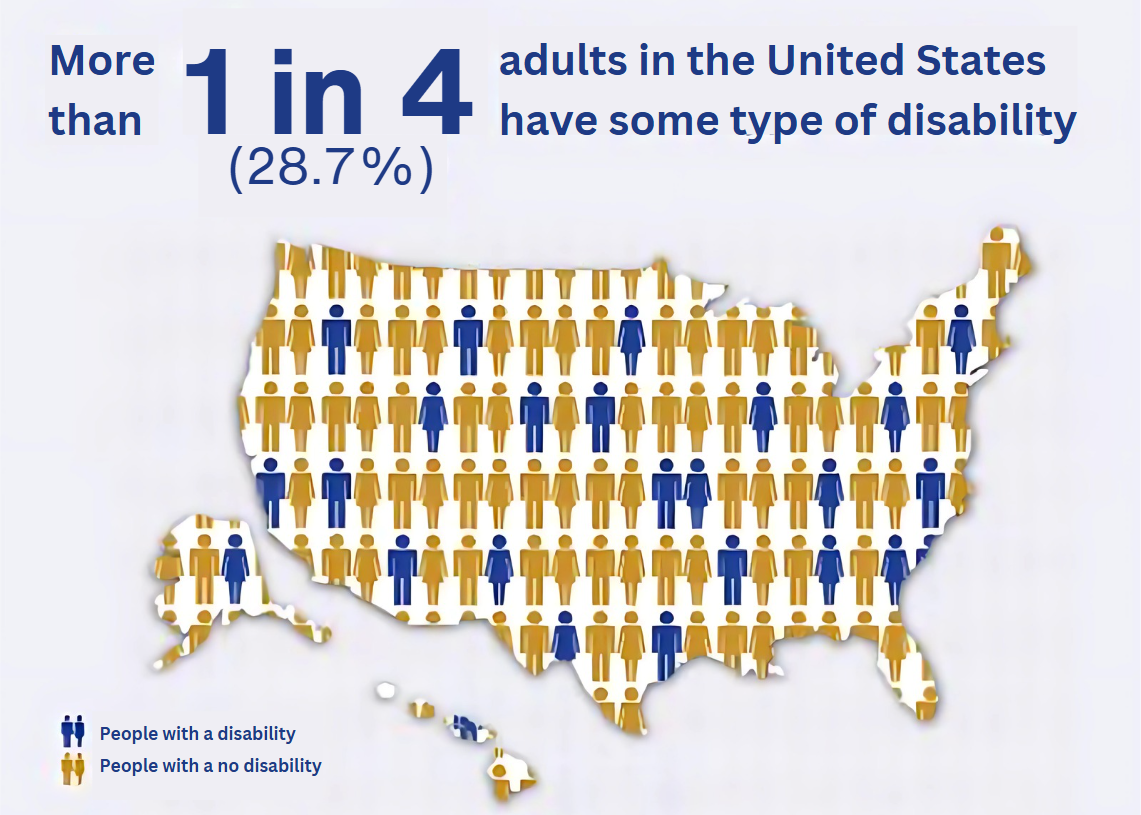 More 1 in 4 adults in the United States
than have some type of disability
(28.7%)
People with a disability
People with a no disability